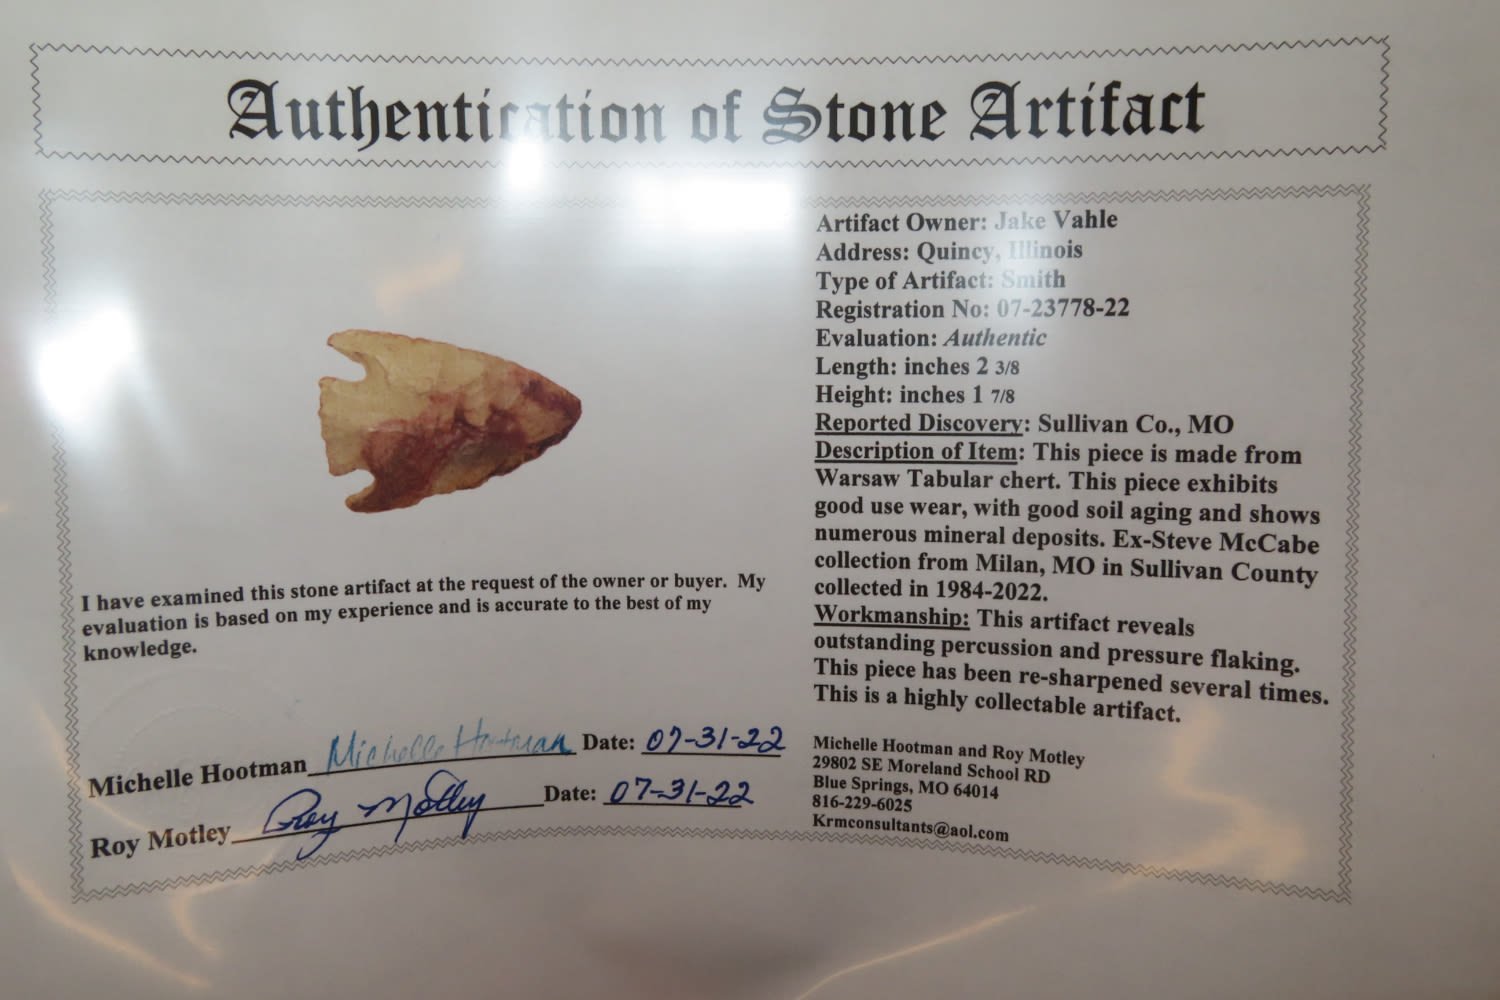 Authentication of Stone Artifact
Artifact Owner: Jake Vahle
Address: Quincy, Illinois
Type of Artifact: Smith
Registration No: 07-23778-22
Evaluation: Authentic
Length: inches 2 3/8
Height: inches 1 7/8
Reported Discovery: Sullivan Co., MO
Description of Item: This piece is made from
Warsaw Tabular chert. This piece exhibits
good use wear, with good soil aging and shows
numerous mineral deposits. Ex-Steve McCabe
collection from Milan, MO in Sullivan County
collected in 1984-2022.
Workmanship: This artifact reveals
outstanding percussion and pressure flaking.
This piece has been re-sharpened several times.
This is a highly collectable artifact.
I have examined this stone artifact at the request of the owner or buyer. My
evaluation is based on my experience and is accurate to the best of my
knowledge.
Michelle Hootman Michelle Hootman Date: 07-31-22
Roy Motley Roy Motley Date: 07-31-22
Michelle Hootman and Roy Motley
29802 SE Moreland School RD
Blue Springs, MO 64014
816-229-6025
Krmconsultants@aol.com